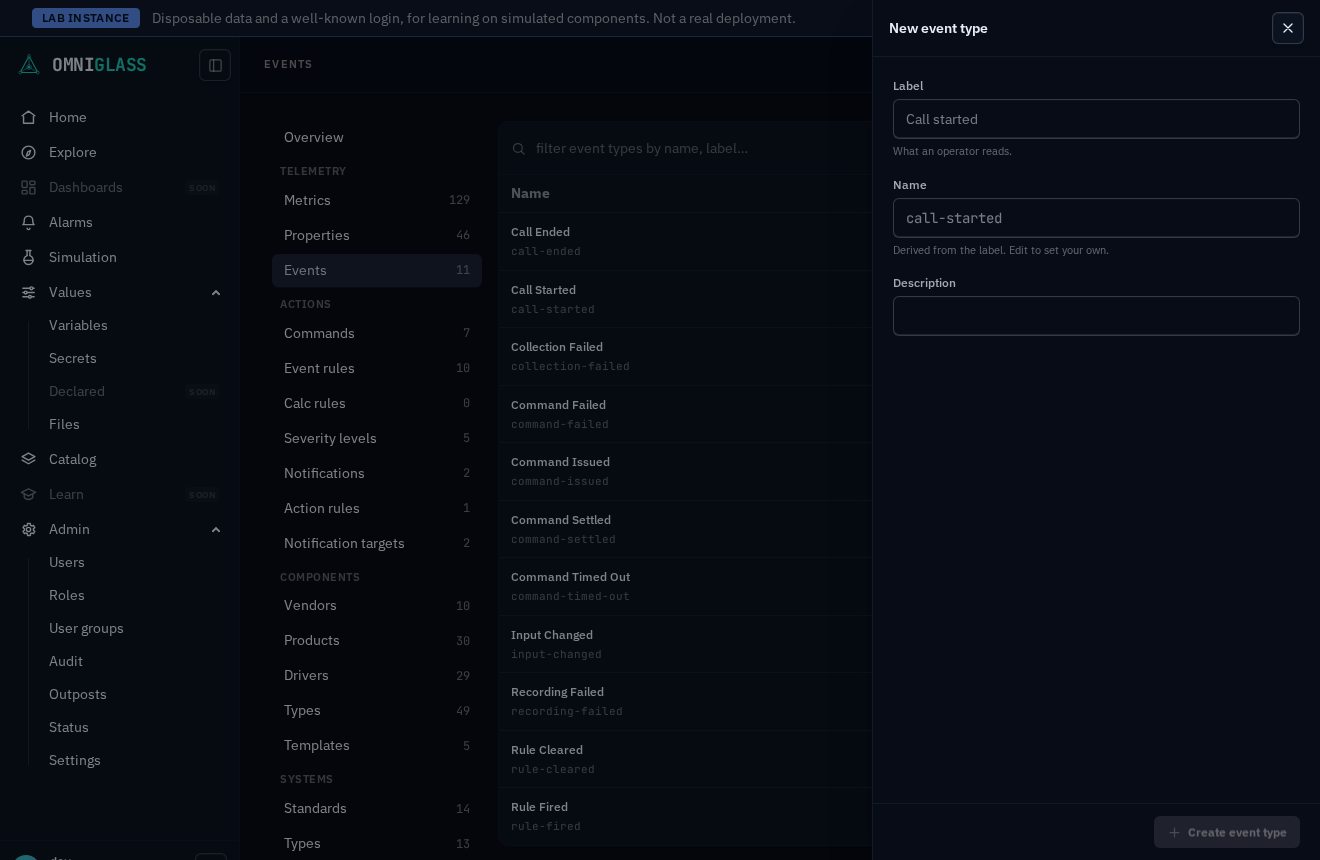 LAB INSTANCE Disposable data and a well-known login, for learning on simulated components. Not a real deployment.
OMNIGLASS
Home
Explore
Dashboards SOON
Alarms
Simulation
Values
Variables
Secrets
Declared SOON
Files
Catalog
Learn SOON
Admin
Users
Roles
User groups
Audit
Outposts
Status
Settings
EVENTS
Overview
TELEMETRY
Metrics 129
Properties 46
Events 11
ACTIONS
Commands 7
Event rules 10
Calc rules 0
Severity levels 5
Notifications 2
Action rules 1
Notification targets 2
COMPONENTS
Vendors 10
Products 30
Drivers 29
Types 49
Templates 5
SYSTEMS
Standards 14
Types 13
filter event types by name, label...
Name
Call Ended
call-ended
Call Started
call-started
Collection Failed
collection-failed
Command Failed
command-failed
Command Issued
command-issued
Command Settled
command-settled
Command Timed Out
command-timed-out
Input Changed
input-changed
Recording Failed
recording-failed
Rule Cleared
rule-cleared
Rule Fired
rule-fired
New event type
Label
Call started
What an operator reads.
Name
call-started
Derived from the label. Edit to set your own.
Description
Create event type